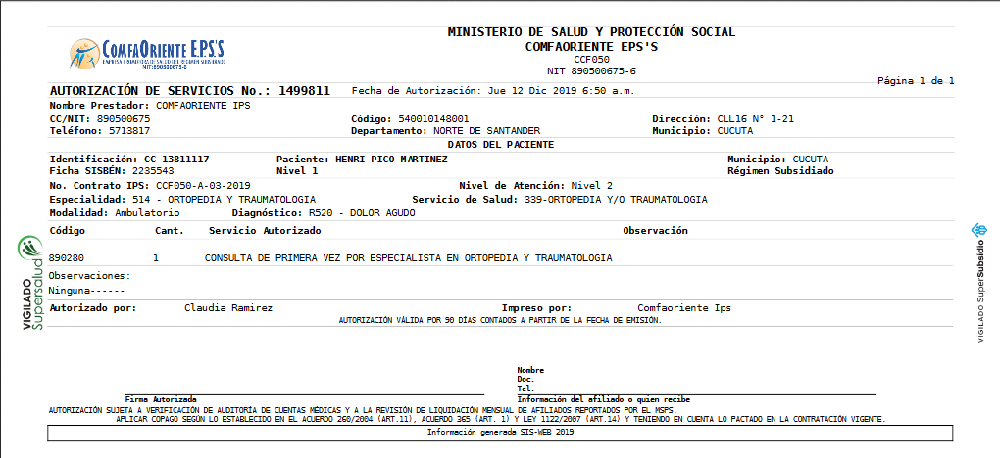 COMFAORIENTE E.P.S'S
EMPRESA PROMOTORA DE SALUD DEL RÉGIMEN SUBSIDIADO
NIT:890500675-6
MINISTERIO DE SALUD Y PROTECCIÓN SOCIAL
COMFAORIENTE EPS'S
CCF050
NIT 890500675-6
Página 1 de 1
AUTORIZACIÓN DE SERVICIOS No.: 1499811 Fecha de Autorización: Jue 12 Dic 2019 6:50 a.m.
Nombre Prestador: COMFAORIENTE IPS
CC/NIT: 890500675 Código: 540010148001 Dirección: CLL16 N° 1-21
Teléfono: 5713817 Departamento: NORTE DE SANTANDER Municipio: CUCUTA
DATOS DEL PACIENTE
Identificación: CC 13811117 Paciente: HENRI PICO MARTINEZ Municipio: CUCUTA
Ficha SISBÉN: 2235543 Nivel 1 Régimen Subsidiado
No. Contrato IPS: CCF050-A-03-2019 Nivel de Atención: Nivel 2
Especialidad: 514 - ORTOPEDIA Y TRAUMATOLOGIA Servicio de Salud: 339-ORTOPEDIA Y/O TRAUMATOLOGIA
Modalidad: Ambulatorio Diagnóstico: R520 - DOLOR AGUDO
Código Cant. Servicio Autorizado Observación
890280 1 CONSULTA DE PRIMERA VEZ POR ESPECIALISTA EN ORTOPEDIA Y TRAUMATOLOGIA
Observaciones:
Ninguna------
Autorizado por: Claudia Ramirez Impreso por: Comfaoriente Ips
AUTORIZACIÓN VÁLIDA POR 90 DÍAS CONTADOS A PARTIR DE LA FECHA DE EMISIÓN.
Nombre
Doc.
Tel.
Firma Autorizada Información del afiliado o quien recibe
AUTORIZACIÓN SUJETA A VERIFICACIÓN DE AUDITORÍA DE CUENTAS MÉDICAS Y A LA REVISIÓN DE LIQUIDACIÓN MENSUAL DE AFILIADOS REPORTADOS POR EL MSPS.
APLICAR COPAGO SEGÚN LO ESTABLECIDO EN EL ACUERDO 260/2004 (ART.11), ACUERDO 365 (ART. 1) Y LEY 1122/2007 (ART.14) Y TENIENDO EN CUENTA LO PACTADO EN LA CONTRATACIÓN VIGENTE.
Información generada SIS-WEB 2019
VIGILADO
Supersalud
VIGILADO SuperSubsidio